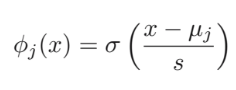 ϕ_j(x) = σ((x − μ_j)/s)